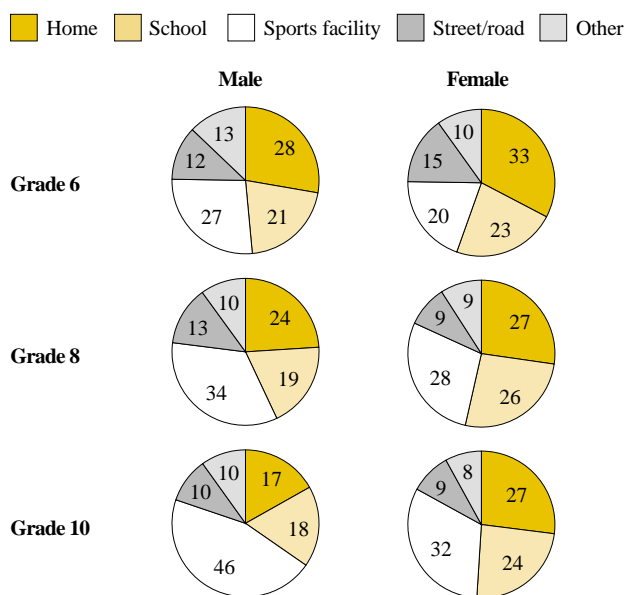 Home School Sports facility Street/road Other
Male Female
13 28 10 33
12 15
Grade 6
27 21 20 23
10 24 9 27
13 9
Grade 8
34 19 28 26
10 17 8 27
10 9
Grade 10
18
46 32 24